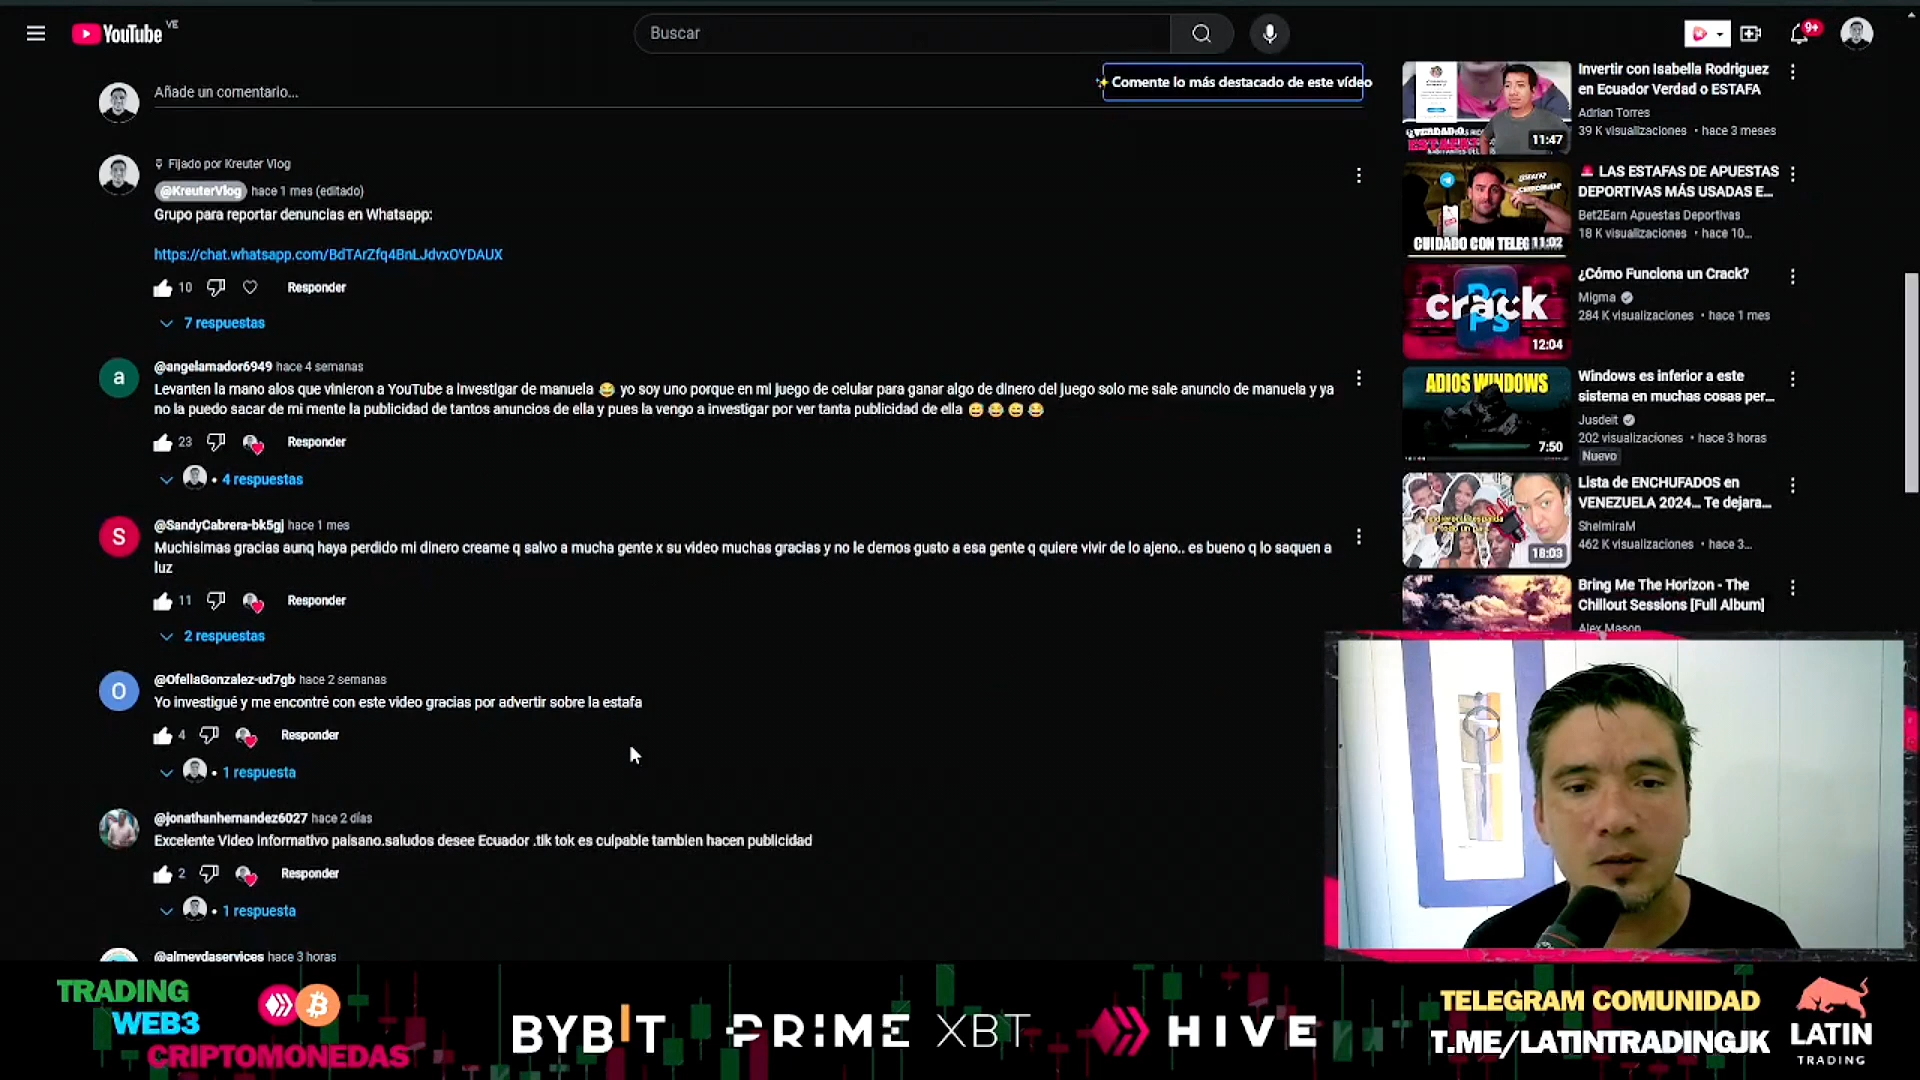 YouTube VE
Buscar
9+
Añade un comentario...
Comente lo más destacado de este vídeo
Fijado por Kreuter Vlog
@KreuterVlog hace 1 mes (editado)
Grupo para reportar denuncias en Whatsapp:
https://chat.whatsapp.com/BdTArZfq4BnLJdvxOYDAUX
10 Responder
7 respuestas
a
@angelamador6949 hace 4 semanas
Levanten la mano alos que vinieron a YouTube a investigar de manuela 😂 yo soy uno porque en mi juego de celular para ganar algo de dinero del juego solo me sale anuncio de manuela y ya
no la puedo sacar de mi mente la publicidad de tantos anuncios de ella y pues la vengo a investigar por ver tanta publicidad de ella 😅 😂 😅 😂
23 Responder
4 respuestas
S
@SandyCabrera-bk5gj hace 1 mes
Muchisimas gracias aunq haya perdido mi dinero creame q salvo a mucha gente x su video muchas gracias y no le demos gusto a esa gente q quiere vivir de lo ajeno.. es bueno q lo saquen a
luz
11 Responder
2 respuestas
O
@OfeliaGonzalez-ud7gb hace 2 semanas
Yo investigué y me encontré con este video gracias por advertir sobre la estafa
4 Responder
1 respuesta
@jonathanhernandez6027 hace 2 días
Excelente Video informativo paisano.saludos desee Ecuador .tik tok es culpable tambien hacen publicidad
2 Responder
1 respuesta
@almeydaservices hace 3 horas
11:47
Invertir con Isabella Rodriguez
en Ecuador Verdad o ESTAFA
Adrian Torres
39 K visualizaciones • hace 3 meses
CUIDADO CON TELEG
11:02
🚨 LAS ESTAFAS DE APUESTAS
DEPORTIVAS MÁS USADAS E...
Bet2Earn Apuestas Deportivas
18 K visualizaciones • hace 10...
crack
Ps
12:04
¿Cómo Funciona un Crack?
Migma
284 K visualizaciones • hace 1 mes
ADIOS WINDOWS
7:50
Windows es inferior a este
sistema en muchas cosas per...
Jusdeit
202 visualizaciones • hace 3 horas
Nuevo
18:03
Lista de ENCHUFADOS en
VENEZUELA 2024... Te dejara...
ShelmiraM
462 K visualizaciones • hace 3...
Bring Me The Horizon - The
Chillout Sessions [Full Album]
Alex Mason
TRADING
WEB3
CRIPTOMONEDAS
BYBIT
PRIME XBT
HIVE
TELEGRAM COMUNIDAD
T.ME/LATINTRADINGJK
LATIN
TRADING